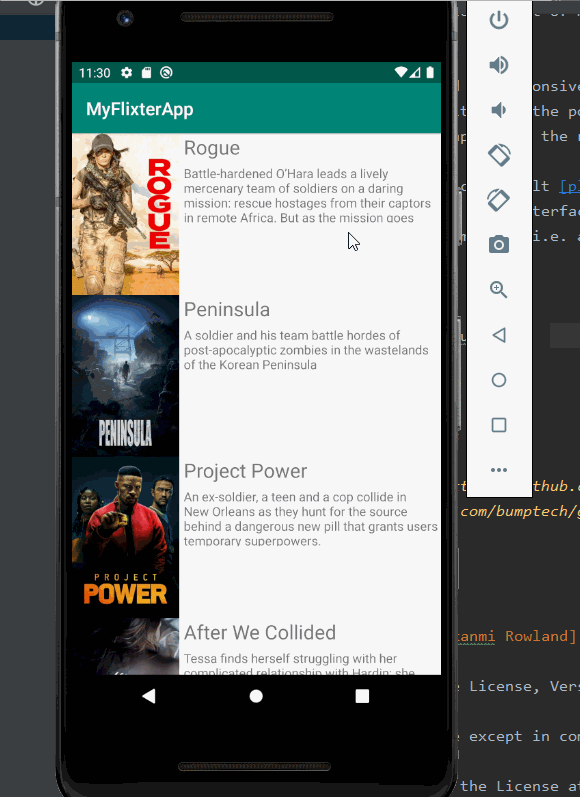 11:30
MyFlixterApp
ROGUE
Rogue
Battle-hardened O'Hara leads a lively
mercenary team of soldiers on a daring
mission: rescue hostages from their captors
in remote Africa. But as the mission goes
PENINSULA
Peninsula
A soldier and his team battle hordes of
post-apocalyptic zombies in the wastelands
of the Korean Peninsula
PROJECT
POWER
Project Power
An ex-soldier, a teen and a cop collide in
New Orleans as they hunt for the source
behind a dangerous new pill that grants users
temporary superpowers.
After We Collided
Tessa finds herself struggling with her
complicated relationship with Hardin; she
onsive
the po
the u
lt [pl
terfac
i.e. a
thub.c
com/bumptech/g
anmi Rowland]
License, Vers
except in com
the License at